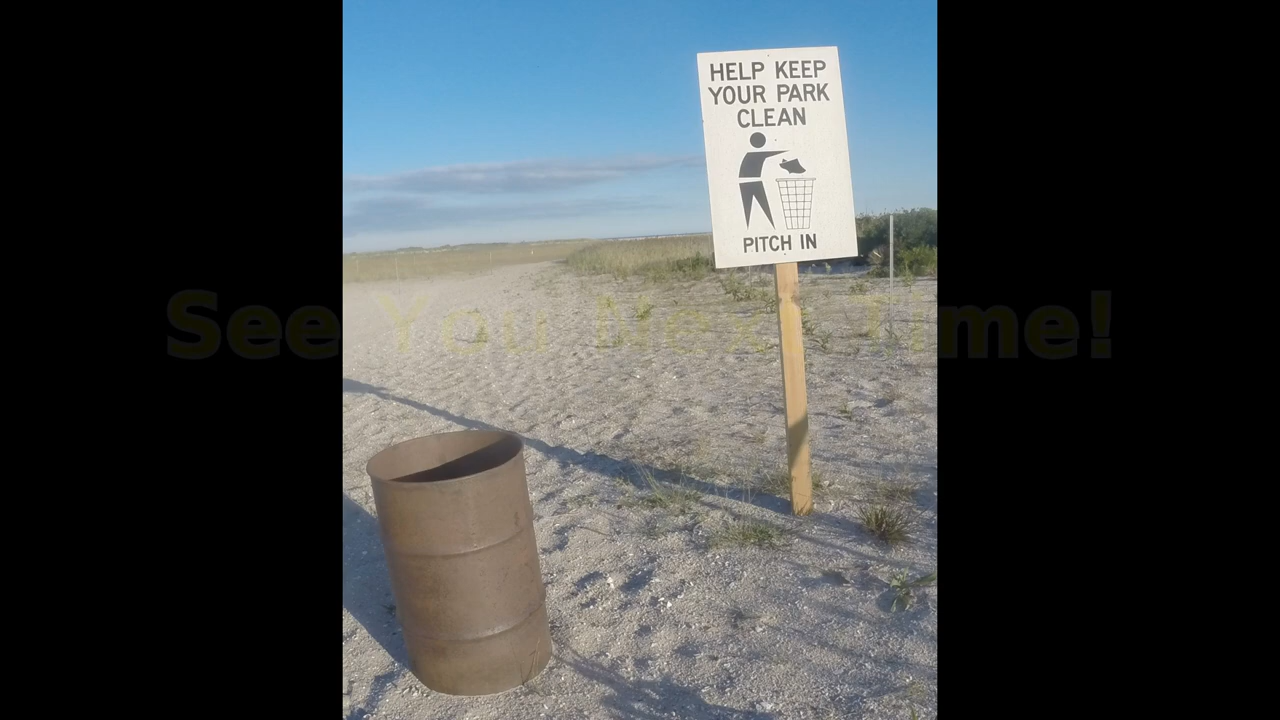 HELP KEEP
YOUR PARK
CLEAN
PITCH IN
See You Next Time!